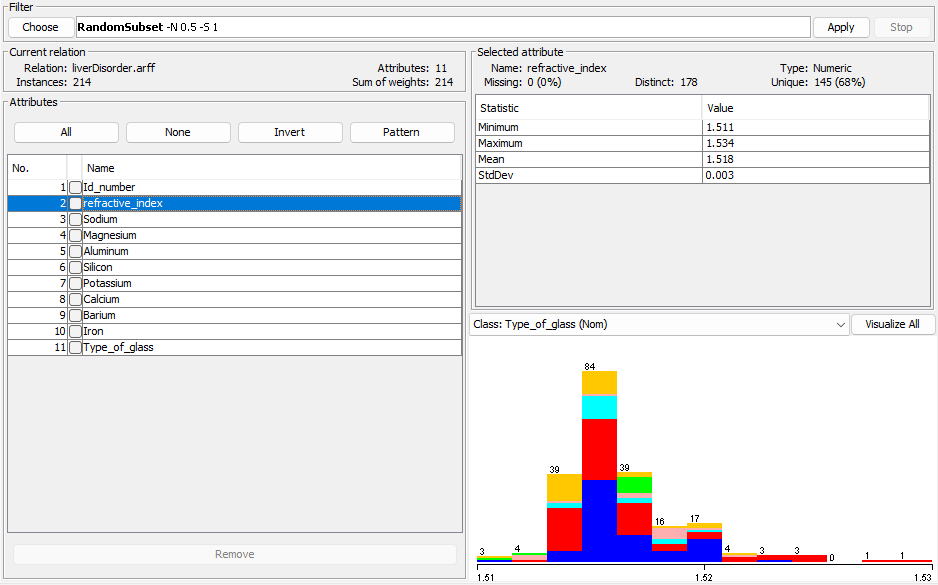 Filter
Choose RandomSubset -N 0.5 -S 1 Apply Stop
Current relation
Relation: liverDisorder.arff Attributes: 11
Instances: 214 Sum of weights: 214
Attributes
All None Invert Pattern
No. Name
1 Id_number
2 refractive_index
3 Sodium
4 Magnesium
5 Aluminum
6 Silicon
7 Potassium
8 Calcium
9 Barium
10 Iron
11 Type_of_glass
Remove
Selected attribute
Name: refractive_index Type: Numeric
Missing: 0 (0%) Distinct: 178 Unique: 145 (68%)
Statistic Value
Minimum 1.511
Maximum 1.534
Mean 1.518
StdDev 0.003
Class: Type_of_glass (Nom) Visualize All
3 4 39 84 39 16 17 4 3 3 0 1 1
1.51 1.52 1.53